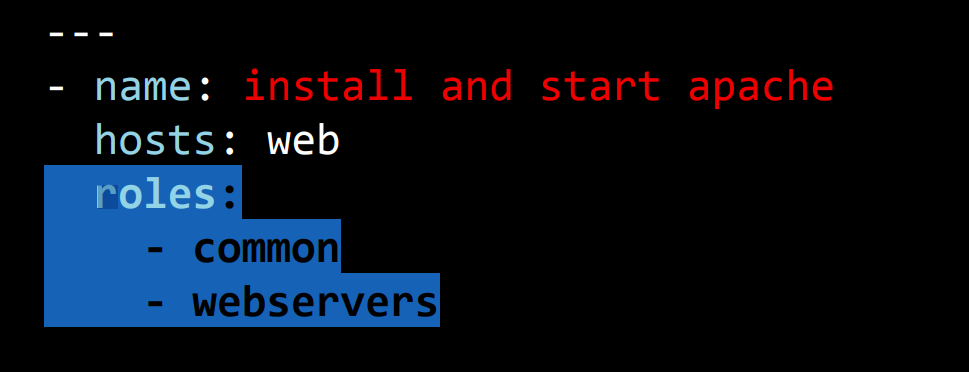 ---
- name: install and start apache
  hosts: web
  roles:
    - common
    - webservers